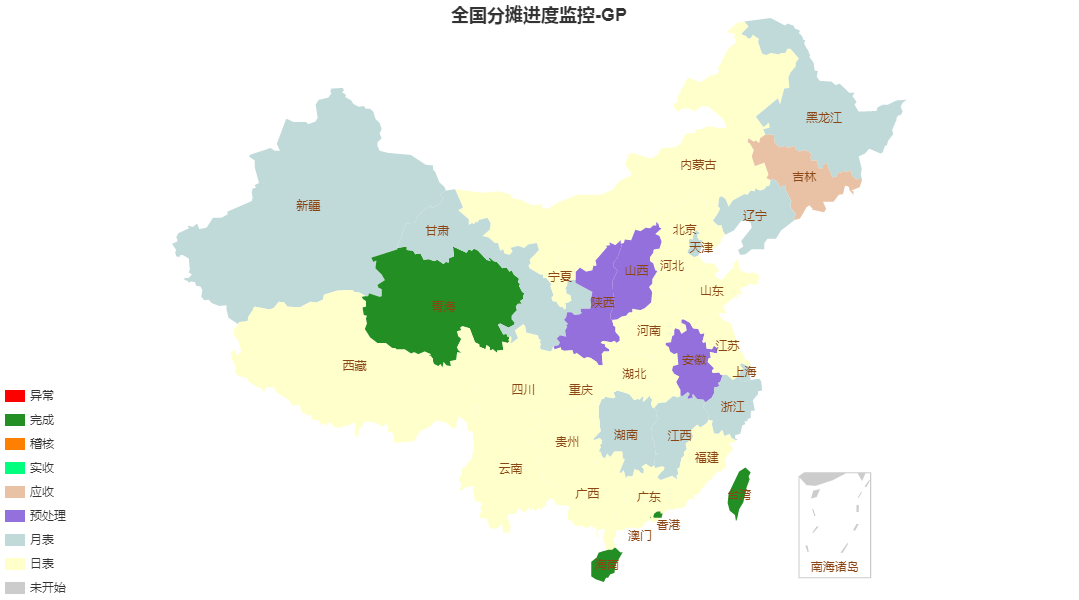 全国分摊进度监控-GP
黑龙江
内蒙古
吉林
新疆
辽宁
甘肃
北京
天津
河北
山西
宁夏
山东
陕西
青海
河南
江苏
安徽
西藏
上海
湖北
四川
重庆
浙江
湖南
江西
贵州
福建
云南
广西
广东
台湾
香港
澳门
海南
南海诸岛
异常
完成
稽核
实收
应收
预处理
月表
日表
未开始